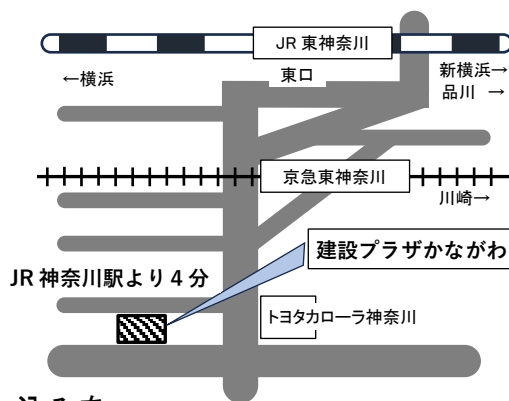 JR 東神奈川
←横浜
東口
新横浜→
品川 →
京急東神奈川
川崎→
建設プラザかながわ
JR 神奈川駅より 4 分
トヨタカローラ神奈川